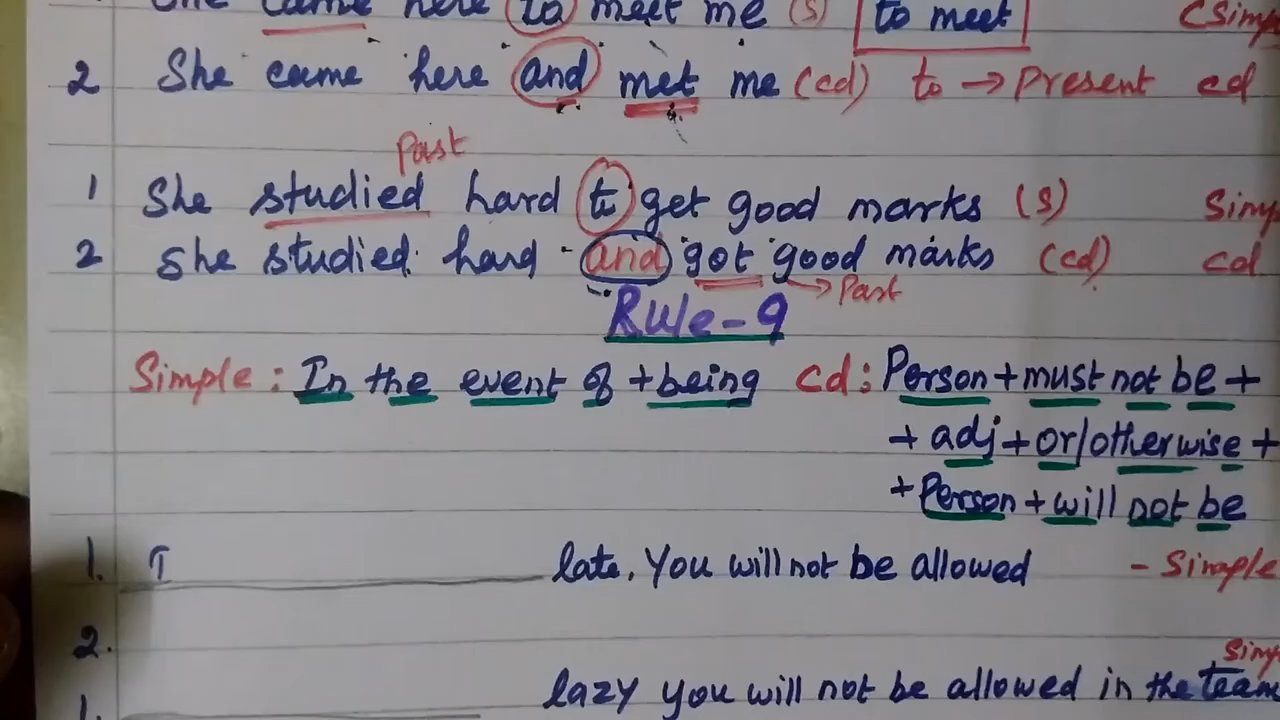 came here to meet me (s) to meet
2 She came here and met me (cd) to → Present cd
Past
1 She studied hard to get good marks (s)
2 She studied hard and got good marks (cd) cd
→ Past
Rule-9
Simple: In the event of + being cd: Person + must not be +
+ adj + or/otherwise +
+ Person + will not be
1. I late. You will not be allowed - Simple
2.
lazy you will not be allowed in the team
1.